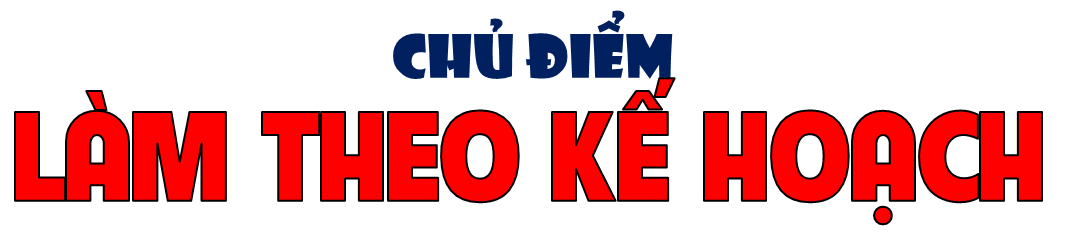 CHỦ ĐIỂM
LÀM THEO KẾ HOẠCH